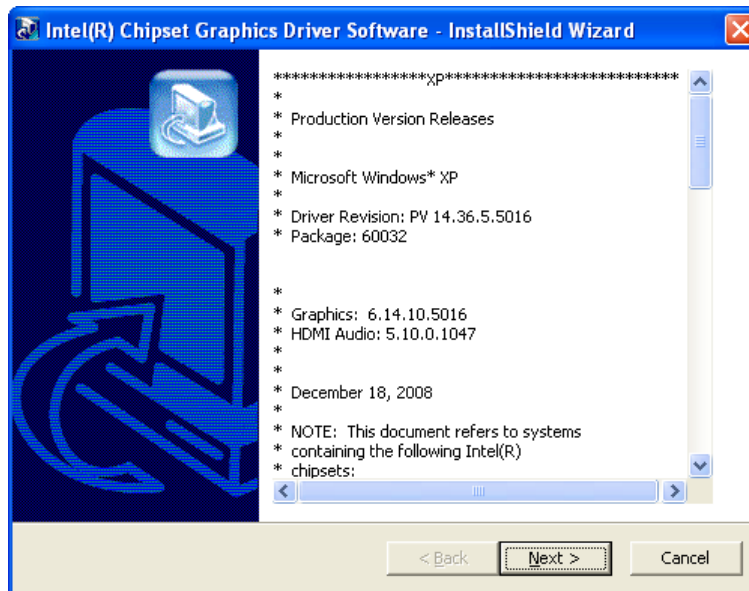 Intel(R) Chipset Graphics Driver Software - InstallShield Wizard
******************XP***************************
*
* Production Version Releases
*
*
* Microsoft Windows* XP
*
* Driver Revision: PV 14.36.5.5016
* Package: 60032
*
* Graphics: 6.14.10.5016
* HDMI Audio: 5.10.0.1047
*
*
* December 18, 2008
*
* NOTE: This document refers to systems
* containing the following Intel(R)
* chipsets:
< Back
Next >
Cancel